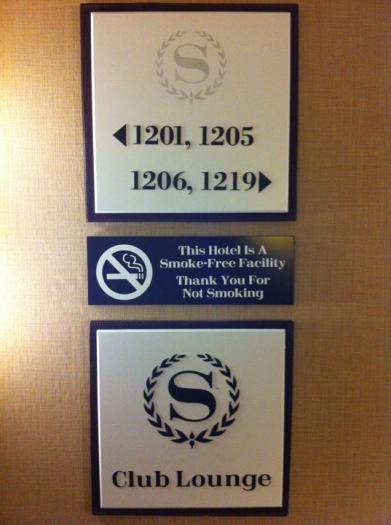 S
1201, 1205
1206, 1219
This Hotel Is A
Smoke-Free Facility
Thank You For
Not Smoking
S
Club Lounge